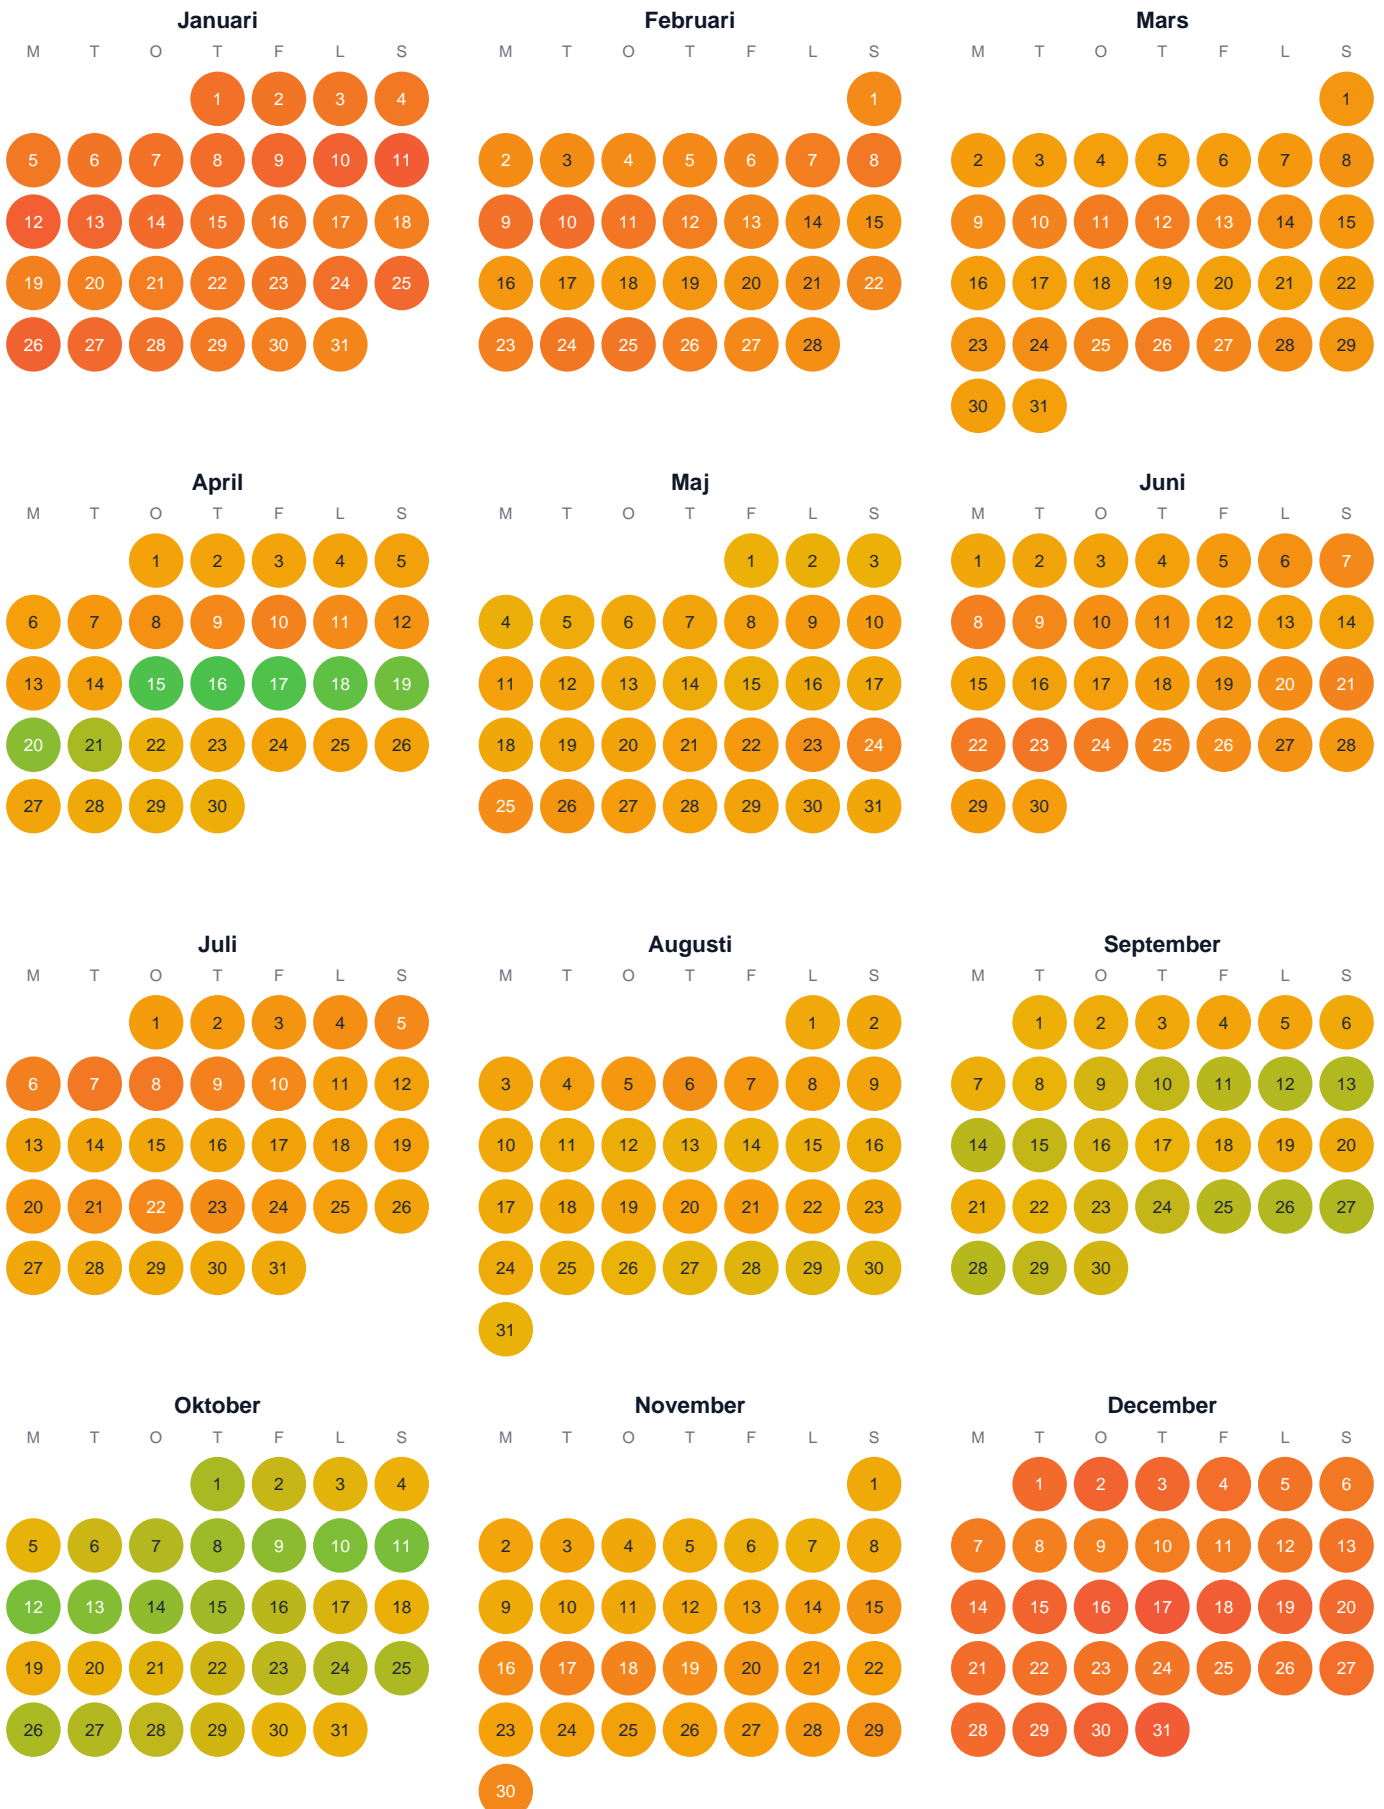 Januari Februari Mars
M T O T F L S M T O T F L S M T O T F L S
1 2 3 4 1 1
5 6 7 8 9 10 11 2 3 4 5 6 7 8 2 3 4 5 6 7 8
12 13 14 15 16 17 18 9 10 11 12 13 14 15 9 10 11 12 13 14 15
19 20 21 22 23 24 25 16 17 18 19 20 21 22 16 17 18 19 20 21 22
26 27 28 29 30 31 23 24 25 26 27 28 23 24 25 26 27 28 29
30 31
April Maj Juni
M T O T F L S M T O T F L S M T O T F L S
1 2 3 4 5 1 2 3 1 2 3 4 5 6 7
6 7 8 9 10 11 12 4 5 6 7 8 9 10 8 9 10 11 12 13 14
13 14 15 16 17 18 19 11 12 13 14 15 16 17 15 16 17 18 19 20 21
20 21 22 23 24 25 26 18 19 20 21 22 23 24 22 23 24 25 26 27 28
27 28 29 30 25 26 27 28 29 30 31 29 30
Juli Augusti September
M T O T F L S M T O T F L S M T O T F L S
1 2 3 4 5 1 2 1 2 3 4 5 6
6 7 8 9 10 11 12 3 4 5 6 7 8 9 7 8 9 10 11 12 13
13 14 15 16 17 18 19 10 11 12 13 14 15 16 14 15 16 17 18 19 20
20 21 22 23 24 25 26 17 18 19 20 21 22 23 21 22 23 24 25 26 27
27 28 29 30 31 24 25 26 27 28 29 30 28 29 30
31
Oktober November December
M T O T F L S M T O T F L S M T O T F L S
1 2 3 4 1 1 2 3 4 5 6
5 6 7 8 9 10 11 2 3 4 5 6 7 8 7 8 9 10 11 12 13
12 13 14 15 16 17 18 9 10 11 12 13 14 15 14 15 16 17 18 19 20
19 20 21 22 23 24 25 16 17 18 19 20 21 22 21 22 23 24 25 26 27
26 27 28 29 30 31 23 24 25 26 27 28 29 28 29 30 31
30